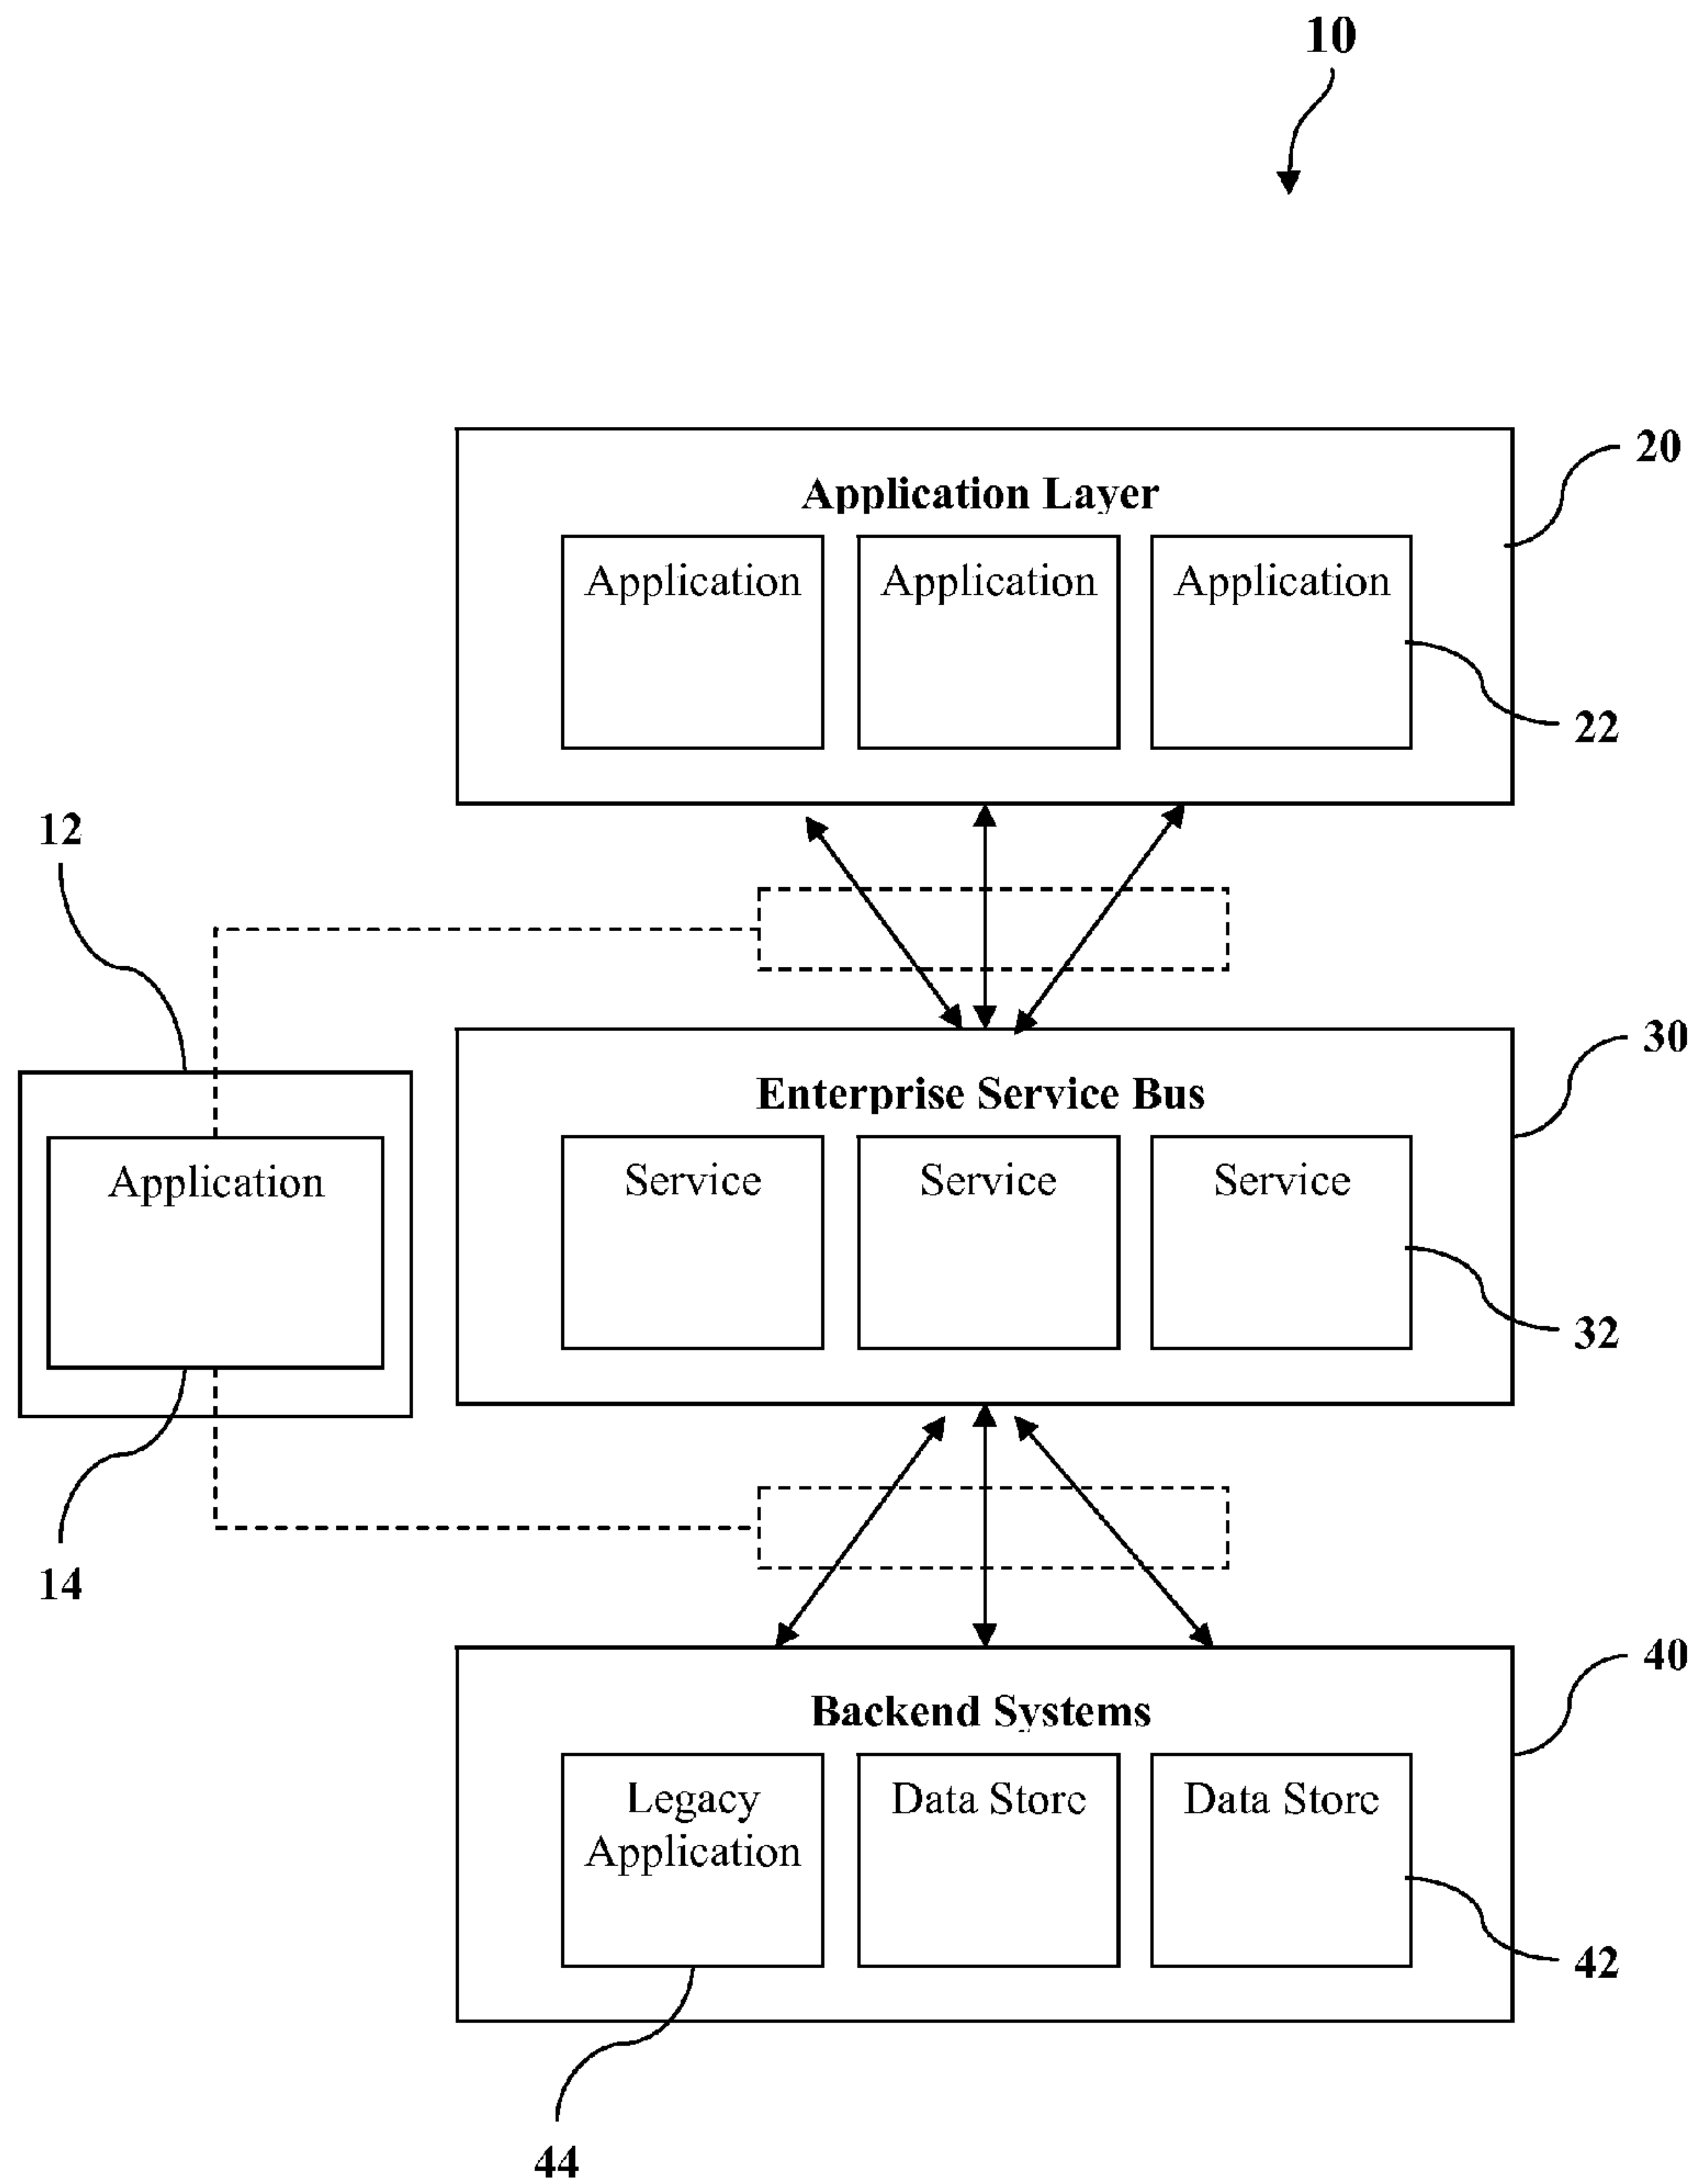 10
20
Application Layer
Application Application Application
22
12
30
Enterprise Service Bus
Application
Service Service Service
32
14
40
Backend Systems
Legacy Data Store Data Store
Application
42
44